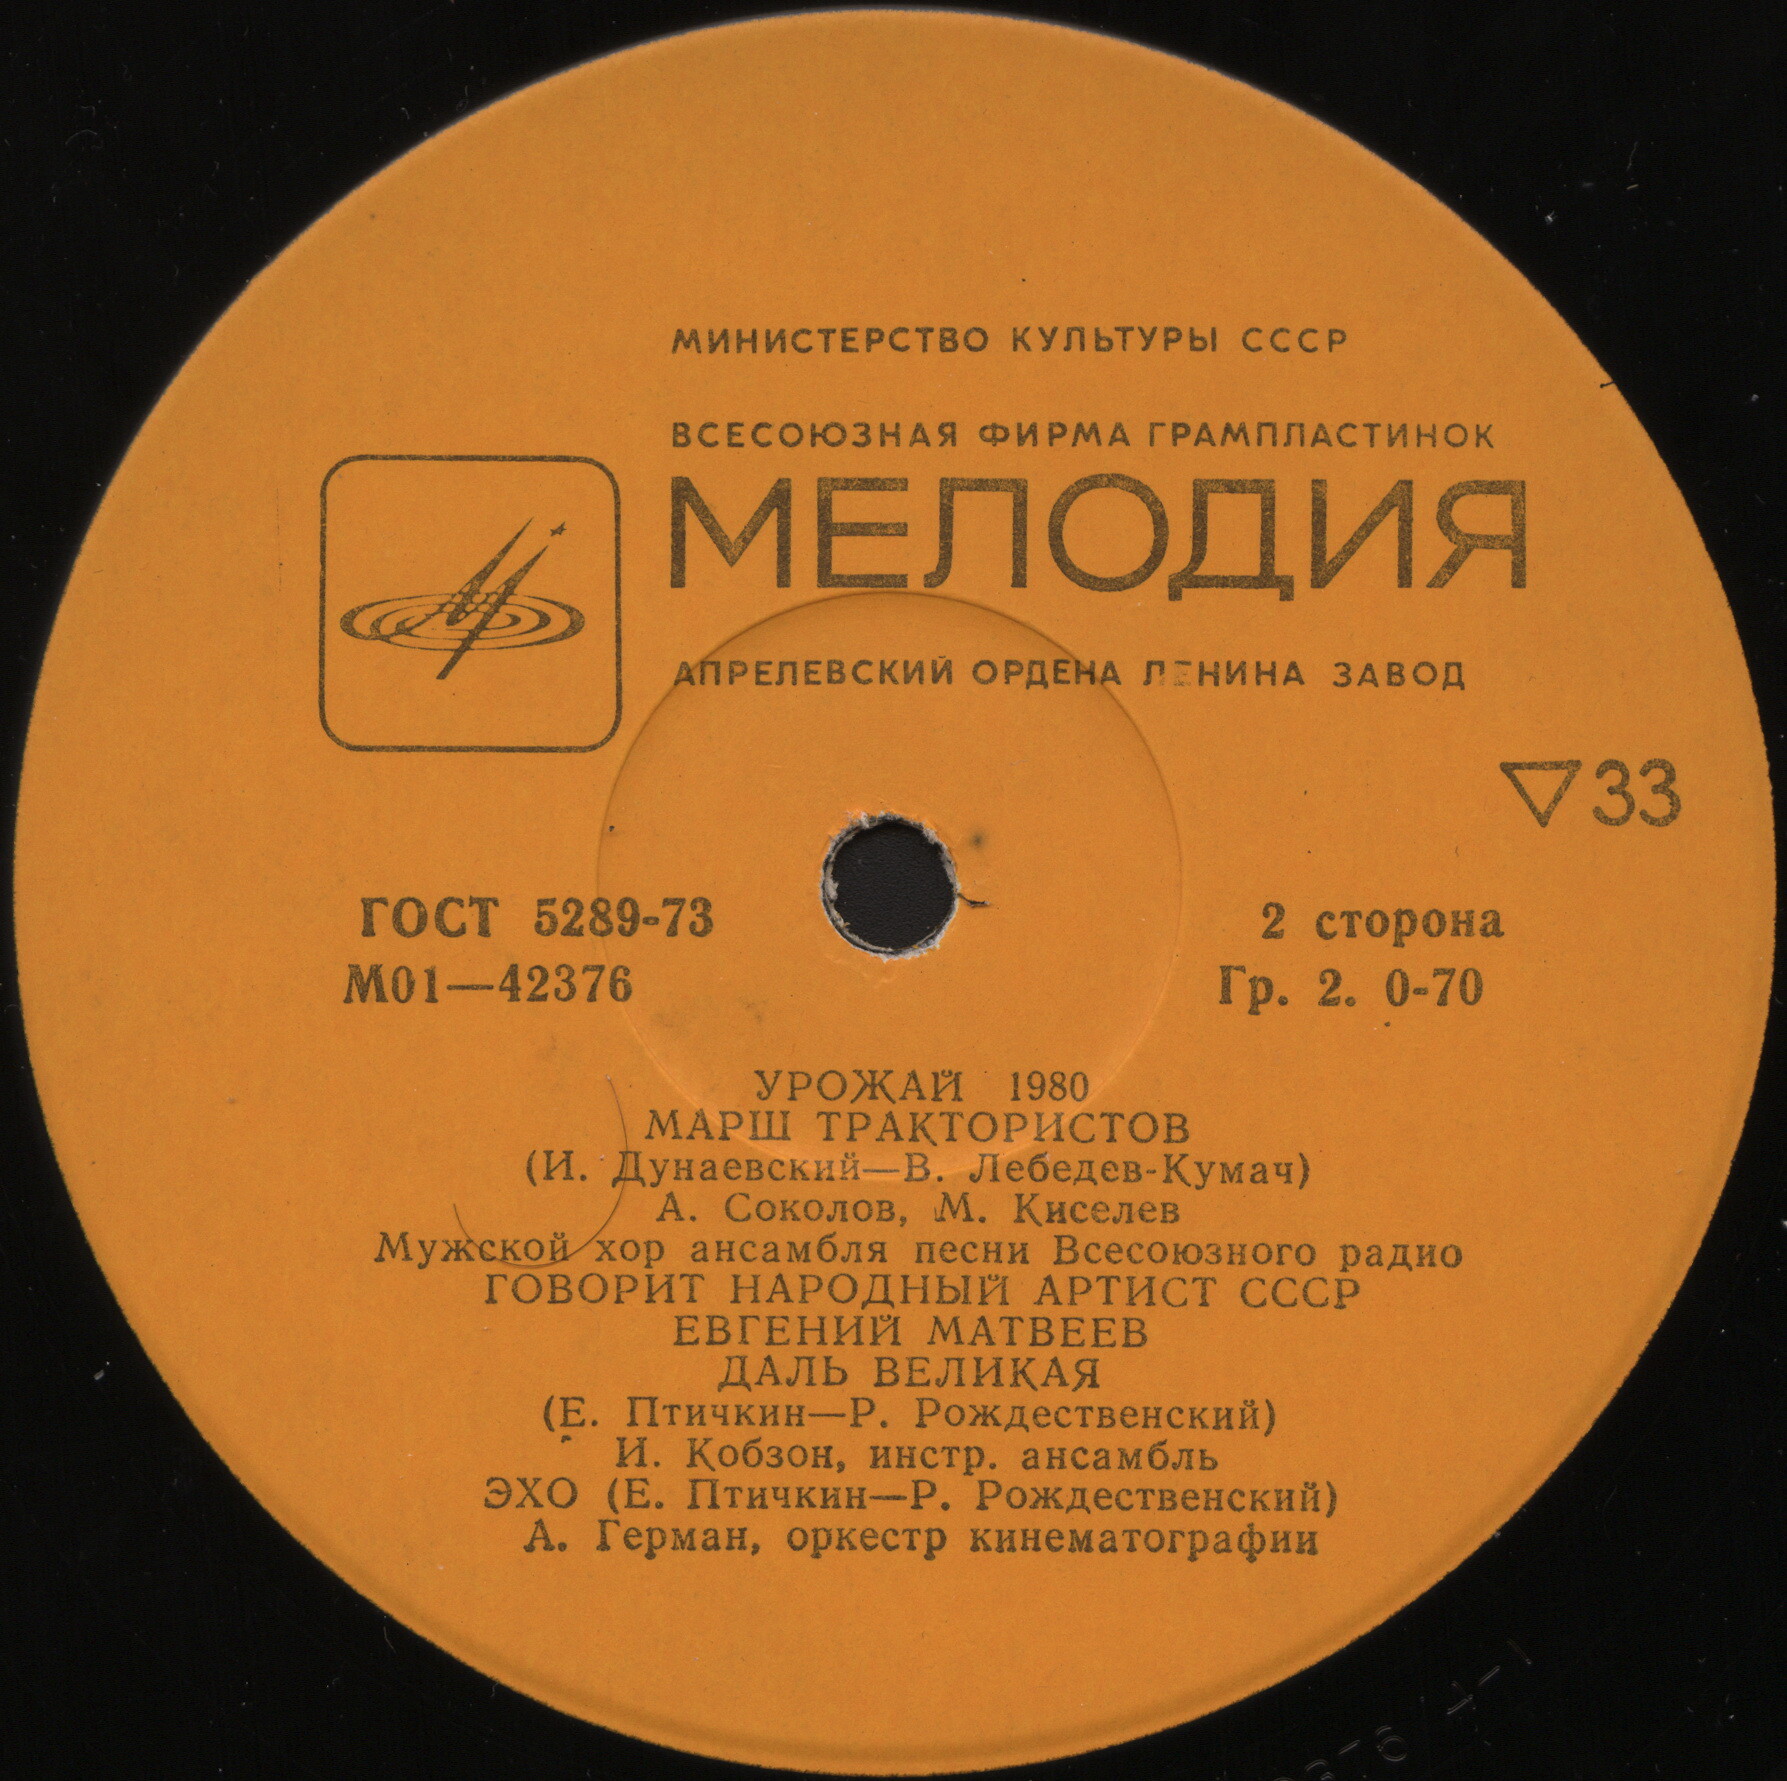 МИНИСТЕРСТВО КУЛЬТУРЫ СССР
ВСЕСОЮЗНАЯ ФИРМА ГРАМПЛАСТИНОК
МЕЛОДИЯ
АПРЕЛЕВСКИЙ ОРДЕНА ЛЕНИНА ЗАВОД
▽33
ГОСТ 5289-73
М01—42376
2 сторона
Гр. 2. 0-70
УРОЖАЙ 1980
МАРШ ТРАКТОРИСТОВ
(И. Дунаевский—В. Лебедев-Кумач)
А. Соколов, М. Киселев
Мужской хор ансамбля песни Всесоюзного радио
ГОВОРИТ НАРОДНЫЙ АРТИСТ СССР
ЕВГЕНИЙ МАТВЕЕВ
ДАЛЬ ВЕЛИКАЯ
(Е. Птичкин—Р. Рождественский)
И. Кобзон, инстр. ансамбль
ЭХО (Е. Птичкин—Р. Рождественский)
А. Герман, оркестр кинематографии